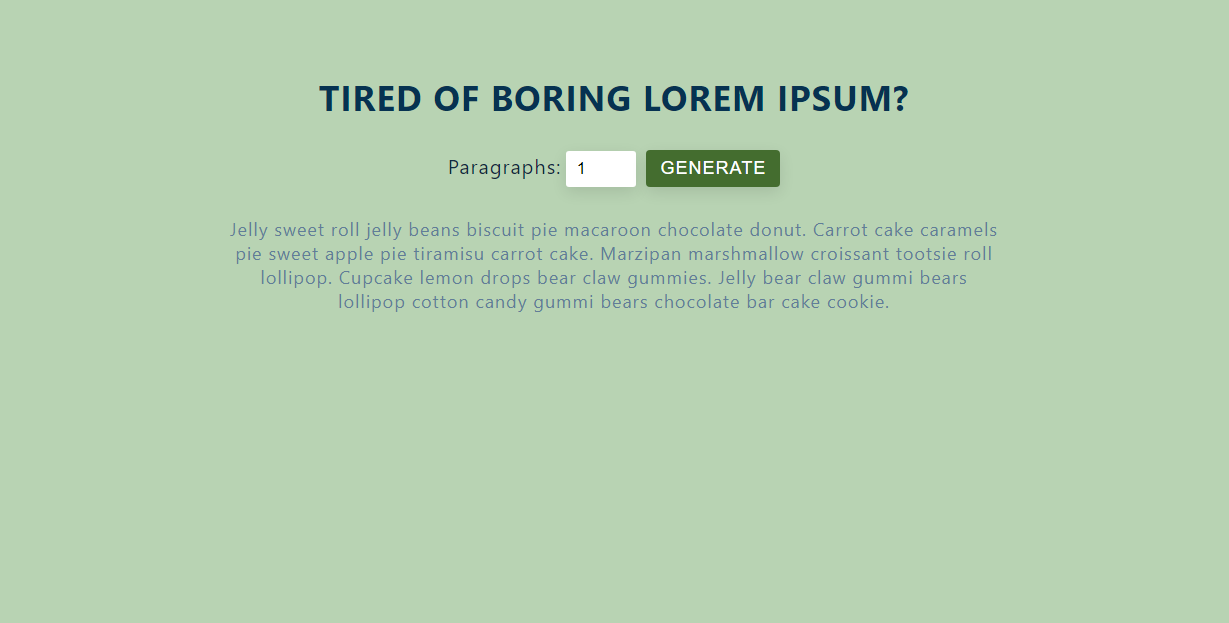 TIRED OF BORING LOREM IPSUM?
Paragraphs: 1 GENERATE
Jelly sweet roll jelly beans biscuit pie macaroon chocolate donut. Carrot cake caramels
pie sweet apple pie tiramisu carrot cake. Marzipan marshmallow croissant tootsie roll
lollipop. Cupcake lemon drops bear claw gummies. Jelly bear claw gummi bears
lollipop cotton candy gummi bears chocolate bar cake cookie.